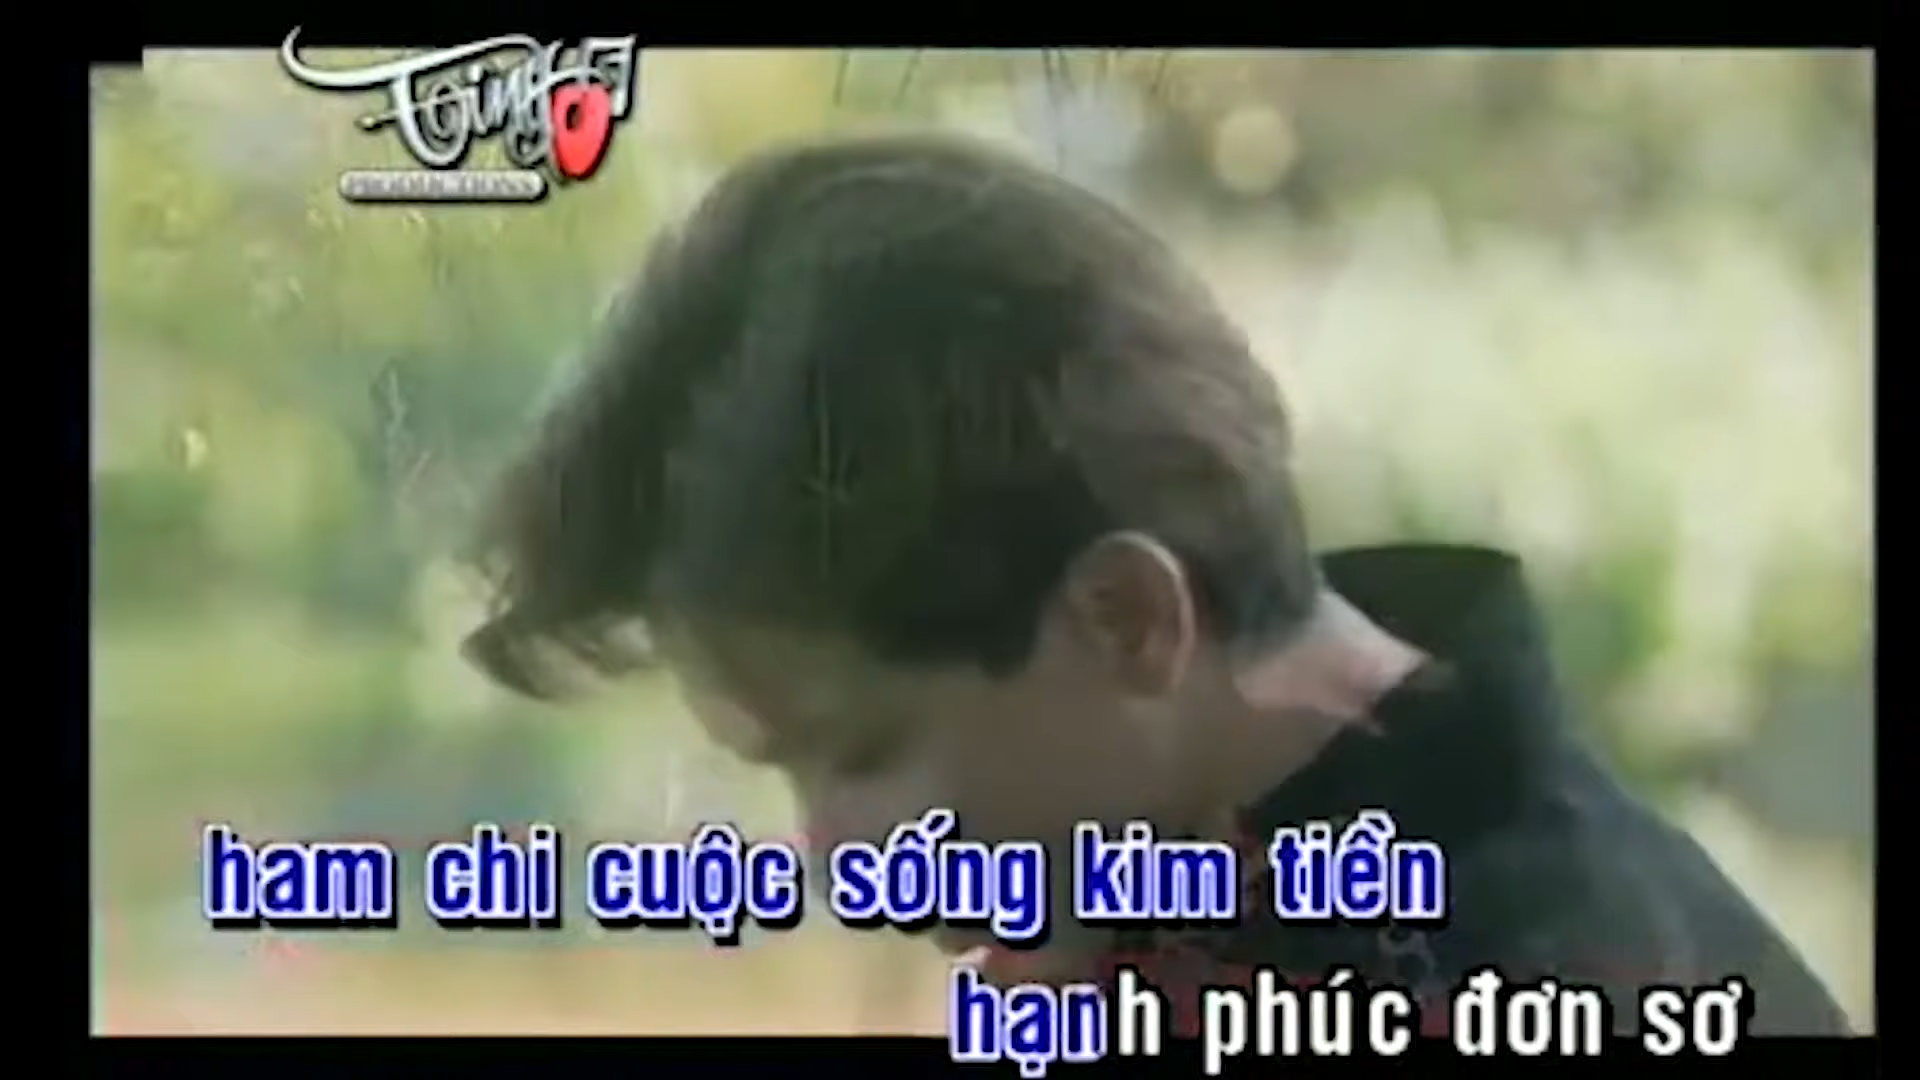 ham chi cuộc sống kim tiền
hạnh phúc đơn sơ